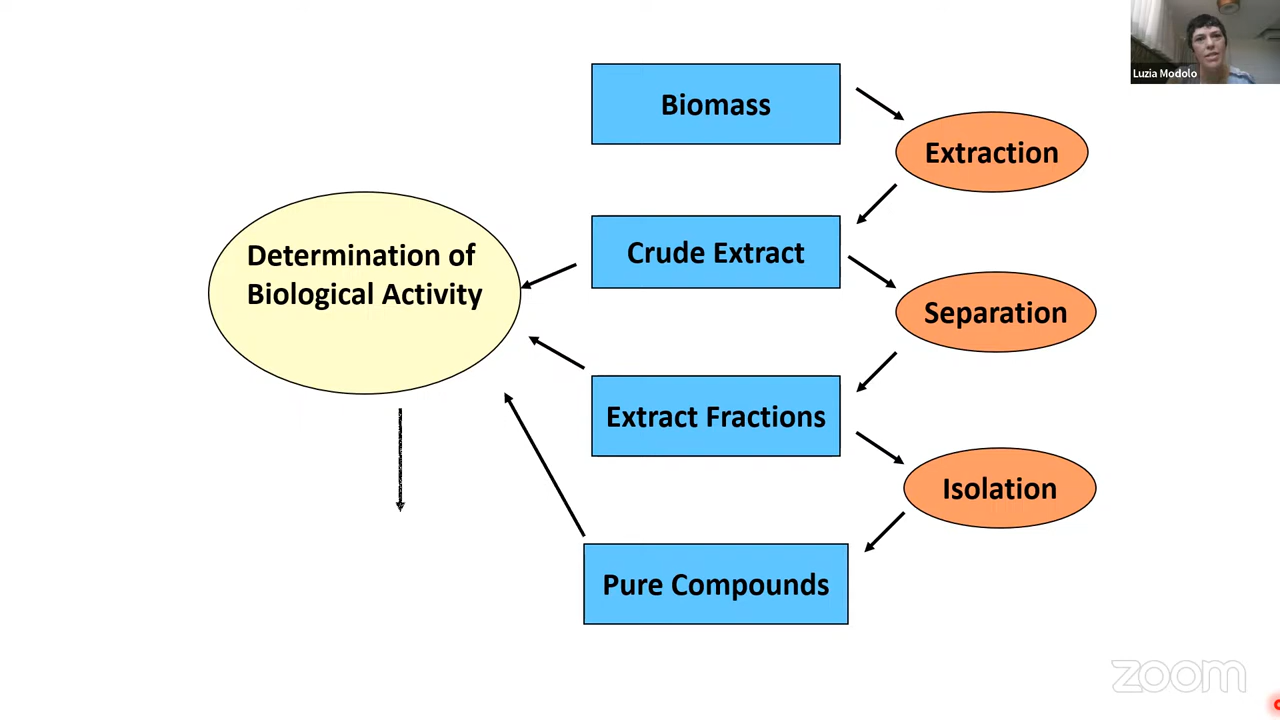 Luzia Modolo
Biomass
Extraction
Crude Extract
Determination of
Biological Activity
Separation
Extract Fractions
Isolation
Pure Compounds
zoom